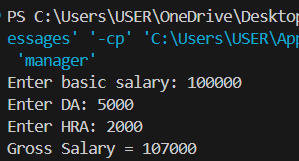 PS C:\Users\USER\OneDrive\Desktop
essages' '-cp' 'C:\Users\USER\App
'manager'
Enter basic salary: 100000
Enter DA: 5000
Enter HRA: 2000
Gross Salary = 107000